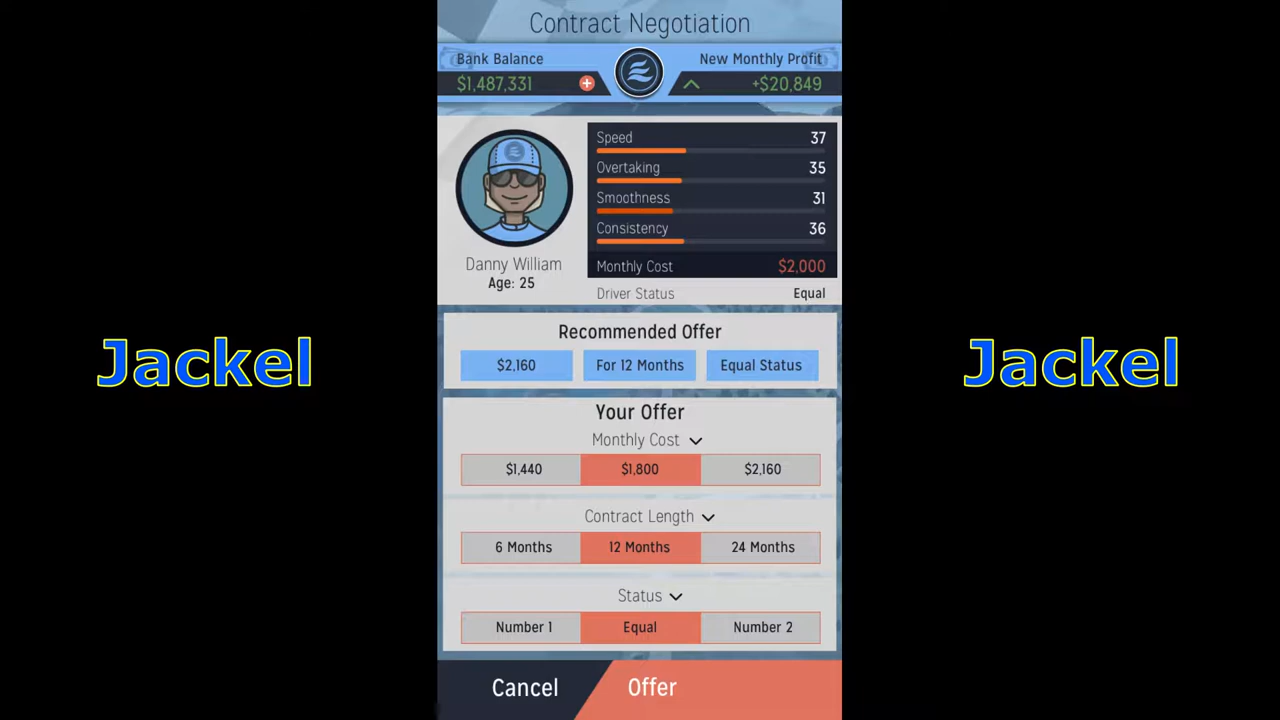 Contract Negotiation
Bank Balance
New Monthly Profit
$1,487,331
+$20,849
Speed 37
Overtaking 35
Smoothness 31
Consistency 36
Danny William
Age: 25
Monthly Cost $2,000
Driver Status Equal
Jackel
Jackel
Recommended Offer
$2,160 For 12 Months Equal Status
Your Offer
Monthly Cost
$1,440 $1,800 $2,160
Contract Length
6 Months 12 Months 24 Months
Status
Number 1 Equal Number 2
Cancel Offer